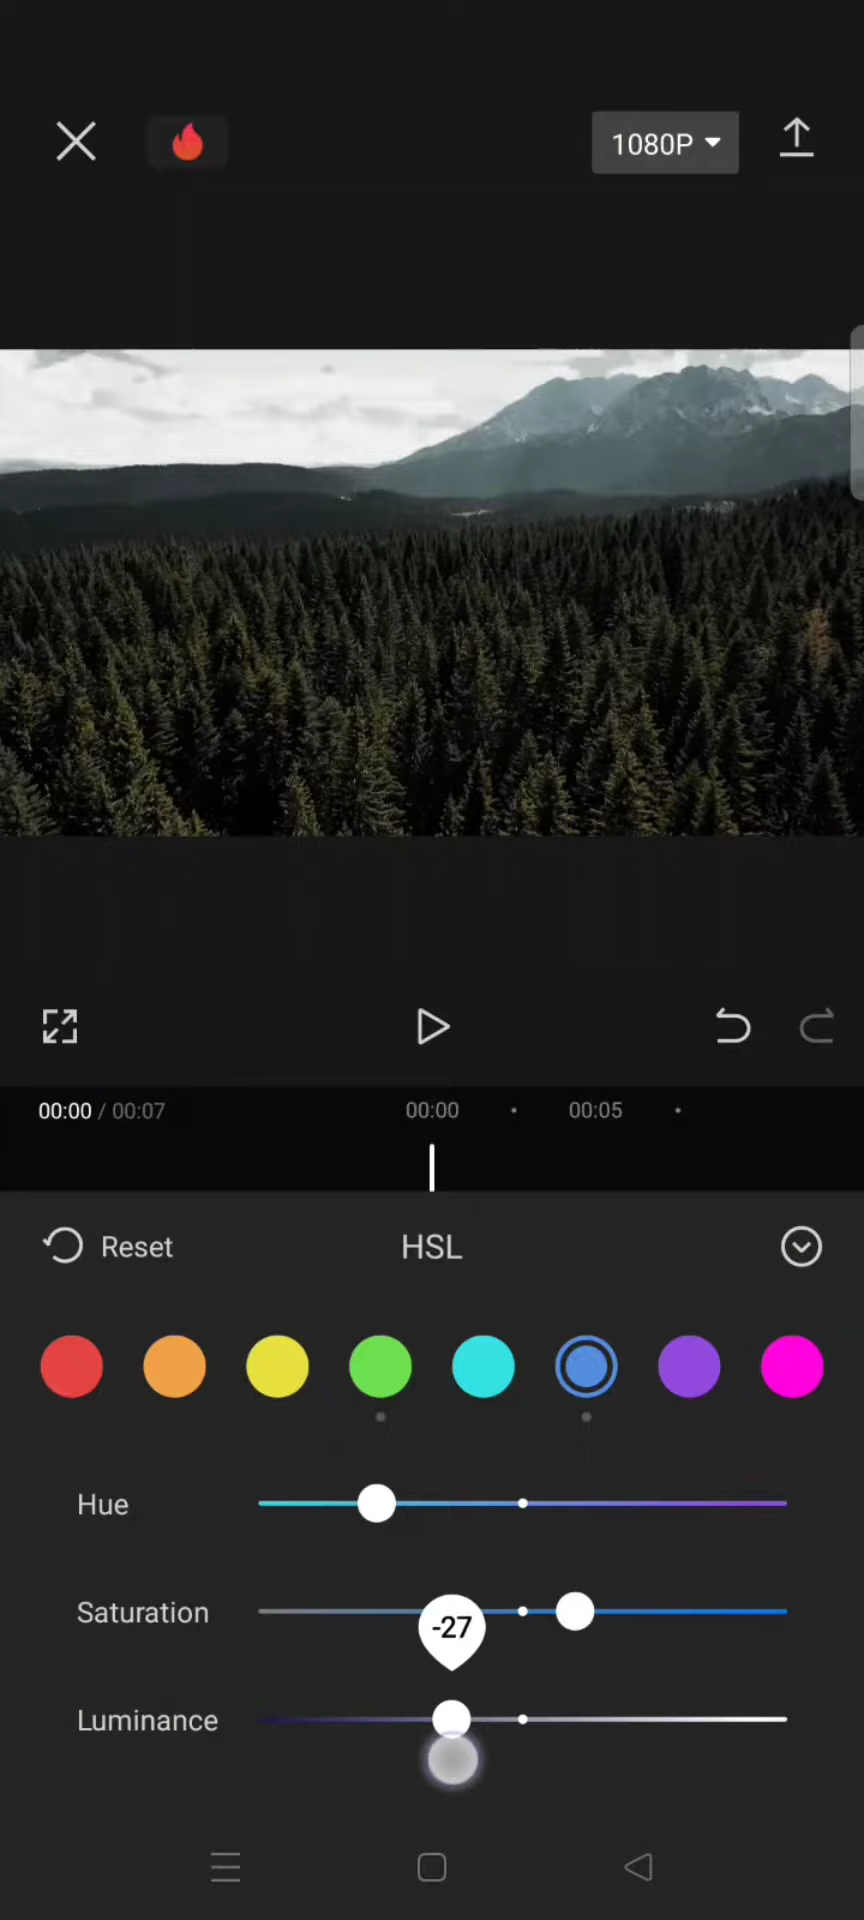 1080P
00:00 / 00:07 00:00 00:05
Reset HSL
Hue
Saturation
-27
Luminance